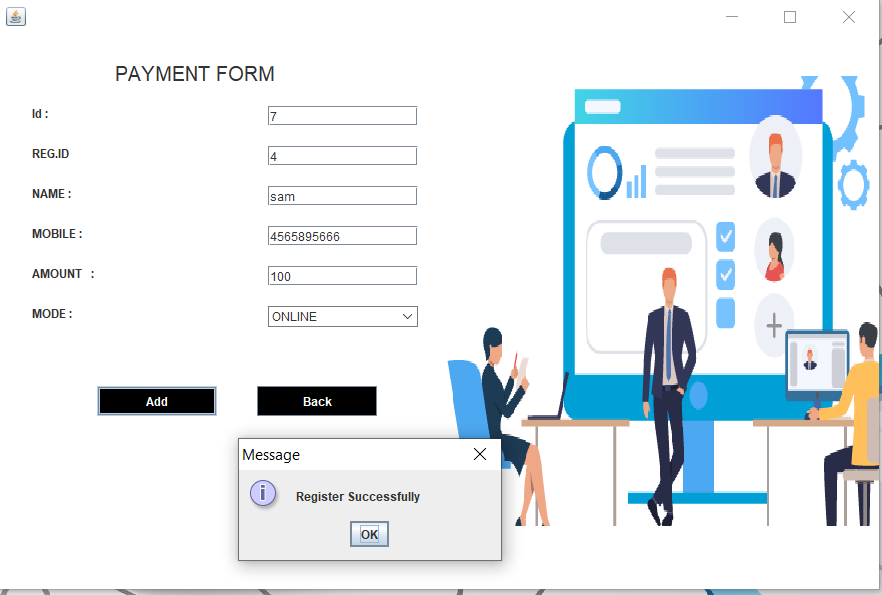 PAYMENT FORM
Id :
7
REG.ID
4
NAME :
sam
MOBILE :
4565895666
AMOUNT :
100
MODE :
ONLINE
Add
Back
Message
Register Successfully
OK